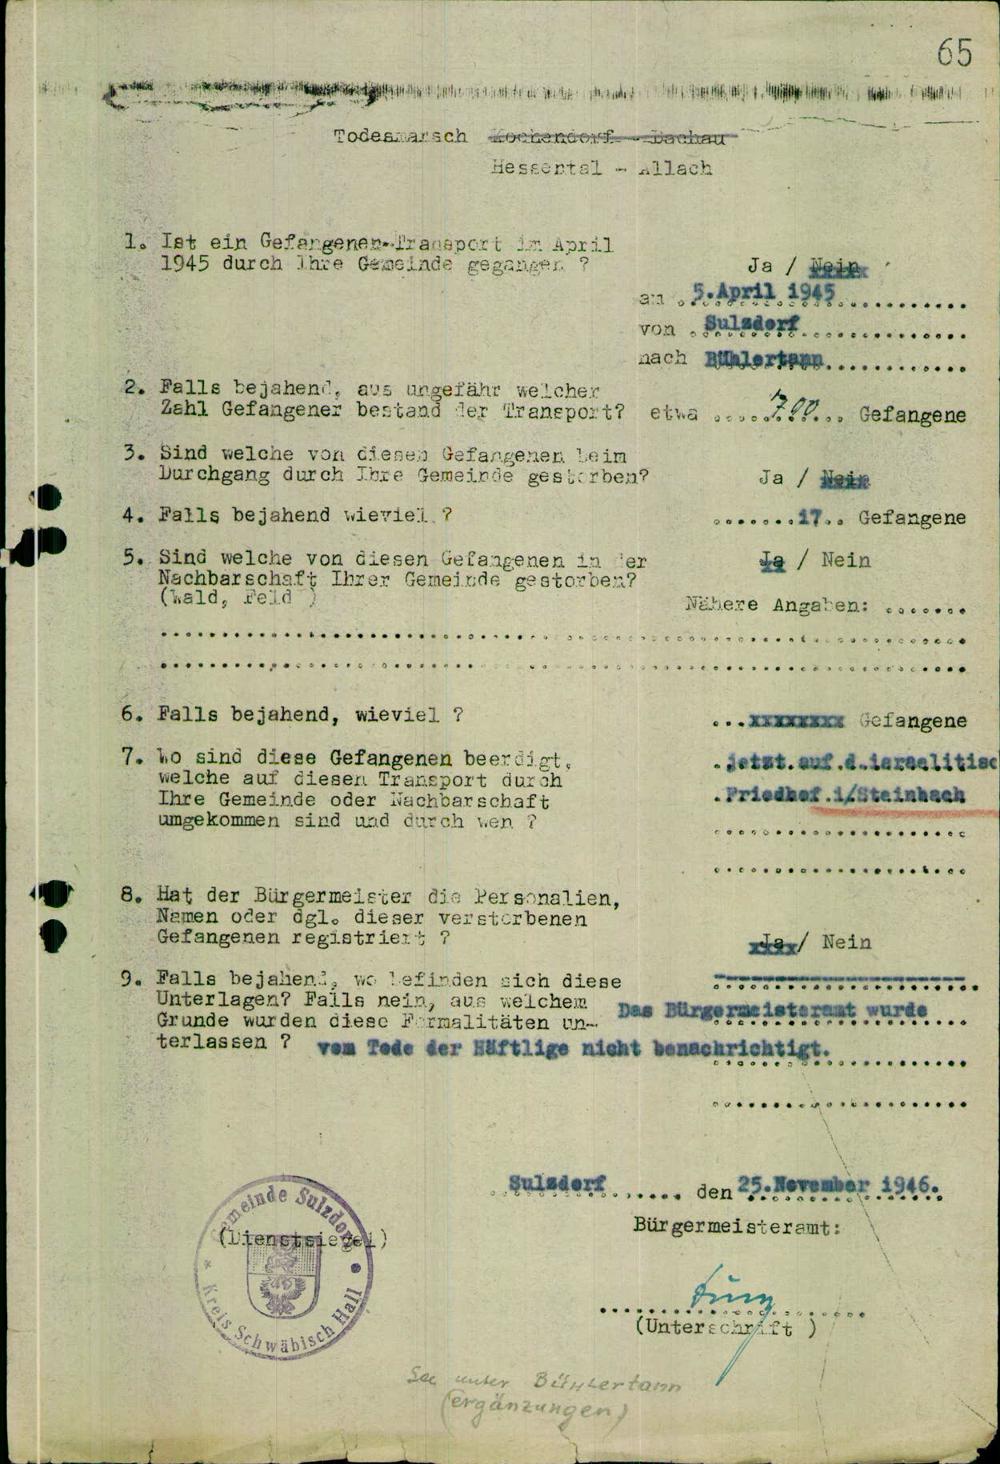 65
Todesmarsch Kochendorf - Dachau
Hessental - Allach
1. Ist ein Gefangenen-Transport im April
1945 durch Ihre Gemeinde gegangen ?
Ja / Nein
am 5.April 1945
von Sulzdorf
nach Bühlertann
2. Falls bejahend, aus ungefähr welcher
Zahl Gefangener bestand der Transport? etwa 700 Gefangene
3. Sind welche von diesen Gefangenen beim
Durchgang durch Ihre Gemeinde gestorben? Ja / Nein
4. Falls bejahend wieviel ? 17 Gefangene
5. Sind welche von diesen Gefangenen in der Ja / Nein
Nachbarschaft Ihrer Gemeinde gestorben?
(Wald, Feld ) Nähere Angaben: .......
6. Falls bejahend, wieviel ? ...xxxxxxxx Gefangene
7. Wo sind diese Gefangenen beerdigt, jetzt auf d.israelitisc
welche auf diesen Transport durch
Ihre Gemeinde oder Nachbarschaft Friedhof i/Steinbach
umgekommen sind und durch wen ?
8. Hat der Bürgermeister die Personalien,
Namen oder dgl. dieser verstorbenen
Gefangenen registriert ? Ja / Nein
9. Falls bejahend, wo befinden sich diese
Unterlagen? Falls nein, aus welchem Das Bürgermeisteramt wurde
Grunde wurden diese Formalitäten un-
terlassen ? vom Tode der Häftlige nicht benachrichtigt.
Sulzdorf den 25.November 1946.
Bürgermeisteramt:
Gemeinde Sulzdorf
(Dienstsiegel)
Kreis Schwäbisch Hall
(Unterschrift )
See unter Bühlertann
(ergänzungen)